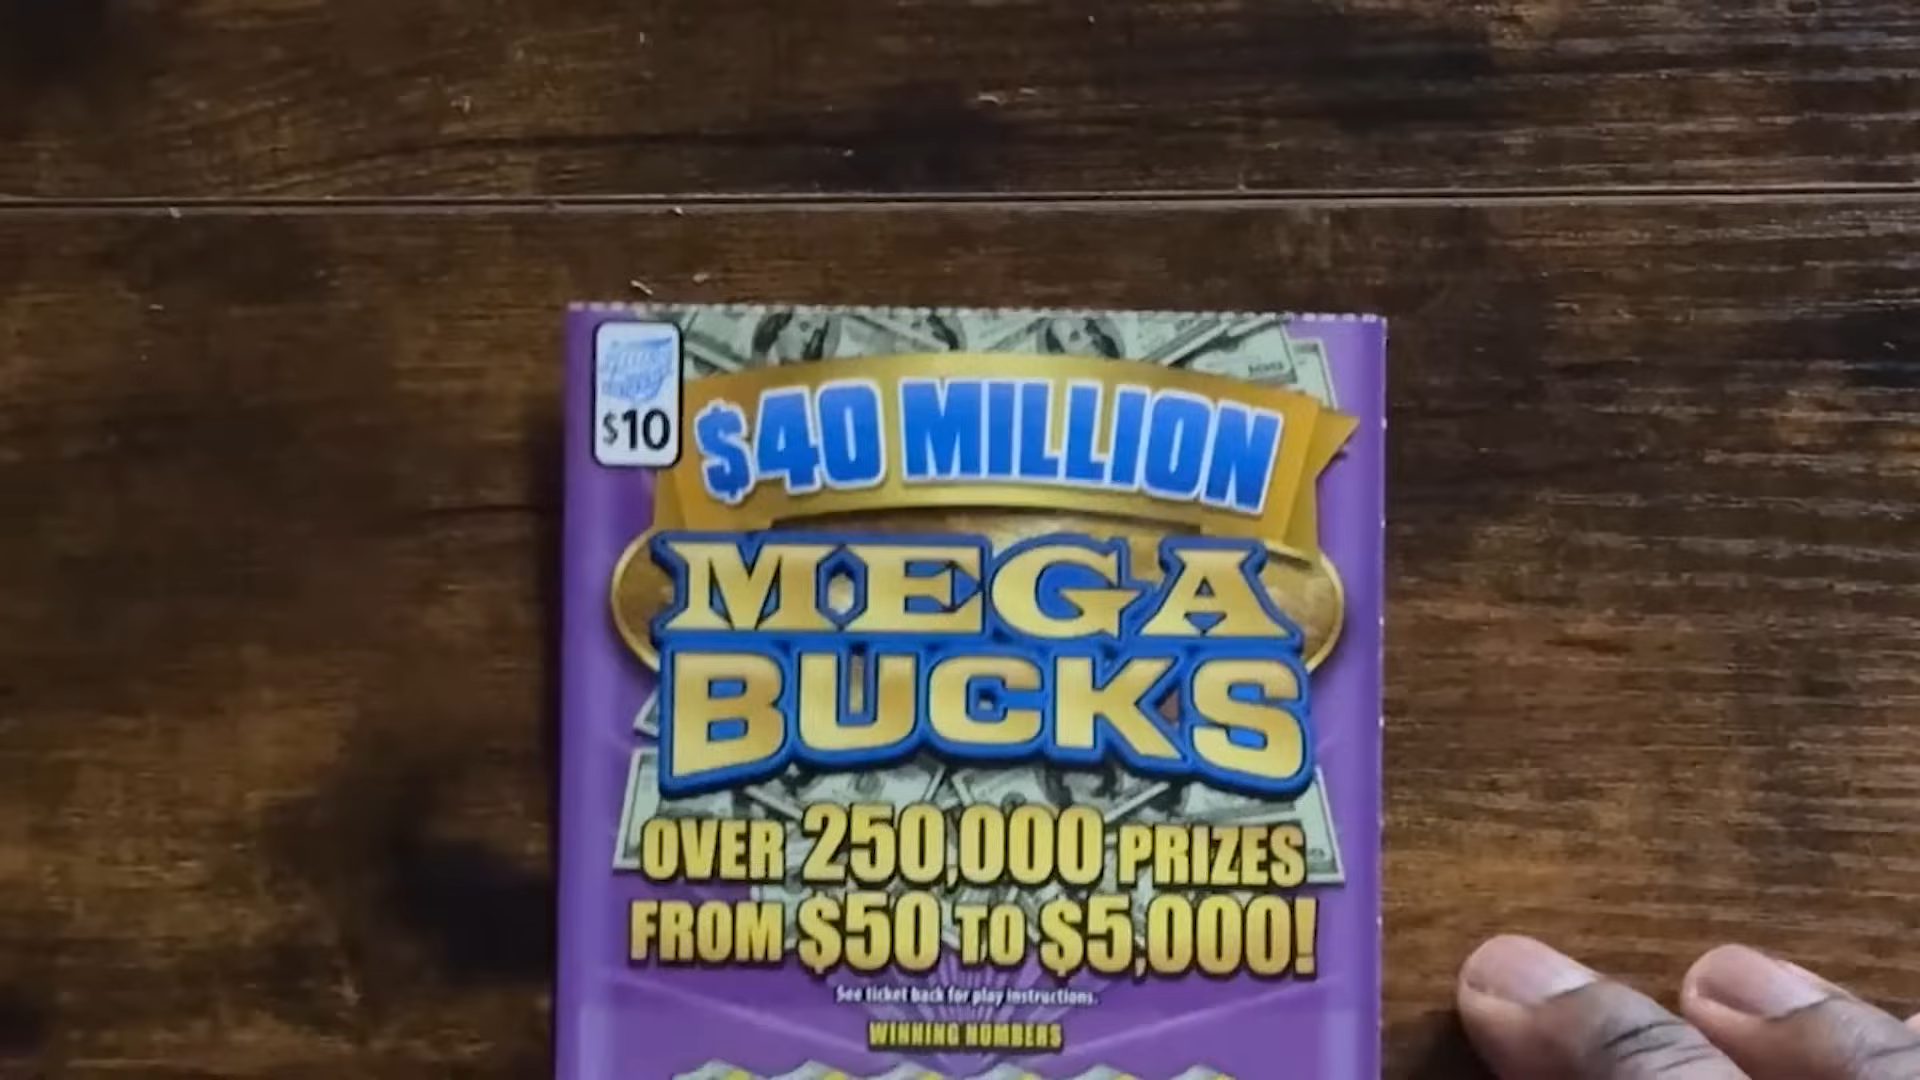 $10
$40 MILLION
MEGA
BUCKS
OVER 250,000 PRIZES
FROM $50 TO $5,000!
See ticket back for play instructions.
WINNING NUMBERS